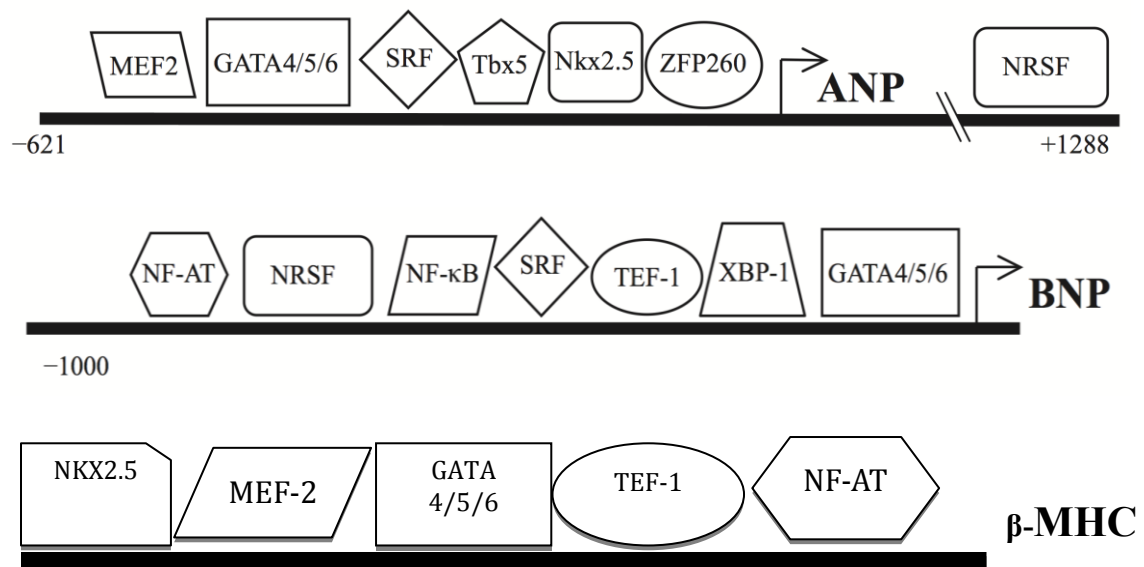 MEF2 GATA4/5/6 SRF Tbx5 Nkx2.5 ZFP260 ANP NRSF
−621 +1288
NF-AT NRSF NF-κB SRF TEF-1 XBP-1 GATA4/5/6 BNP
−1000
NKX2.5 MEF-2 GATA
4/5/6 TEF-1 NF-AT β-MHC